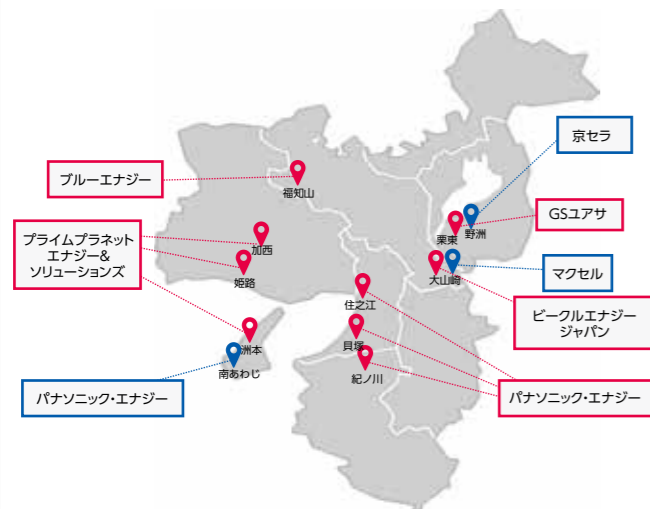 京セラ
ブルーエナジー
福知山
GSユアサ
栗東
野洲
プライムプラネット
エナジー&
ソリューションズ
加西
姫路
大山崎
マクセル
住之江
ビークルエナジー
ジャパン
貝塚
洲本
南あわじ
紀ノ川
パナソニック・エナジー
パナソニック・エナジー